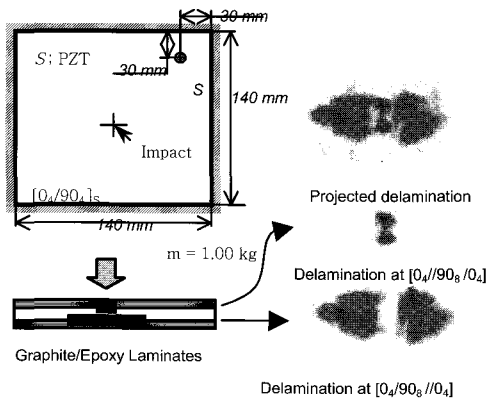 30 mm
S; PZT
30 mm
S
140 mm
Impact
[0₄/90₄]s
140 mm
Projected delamination
m = 1.00 kg
Delamination at [0₄//90₈/0₄]
Graphite/Epoxy Laminates
Delamination at [0₄/90₈//0₄]